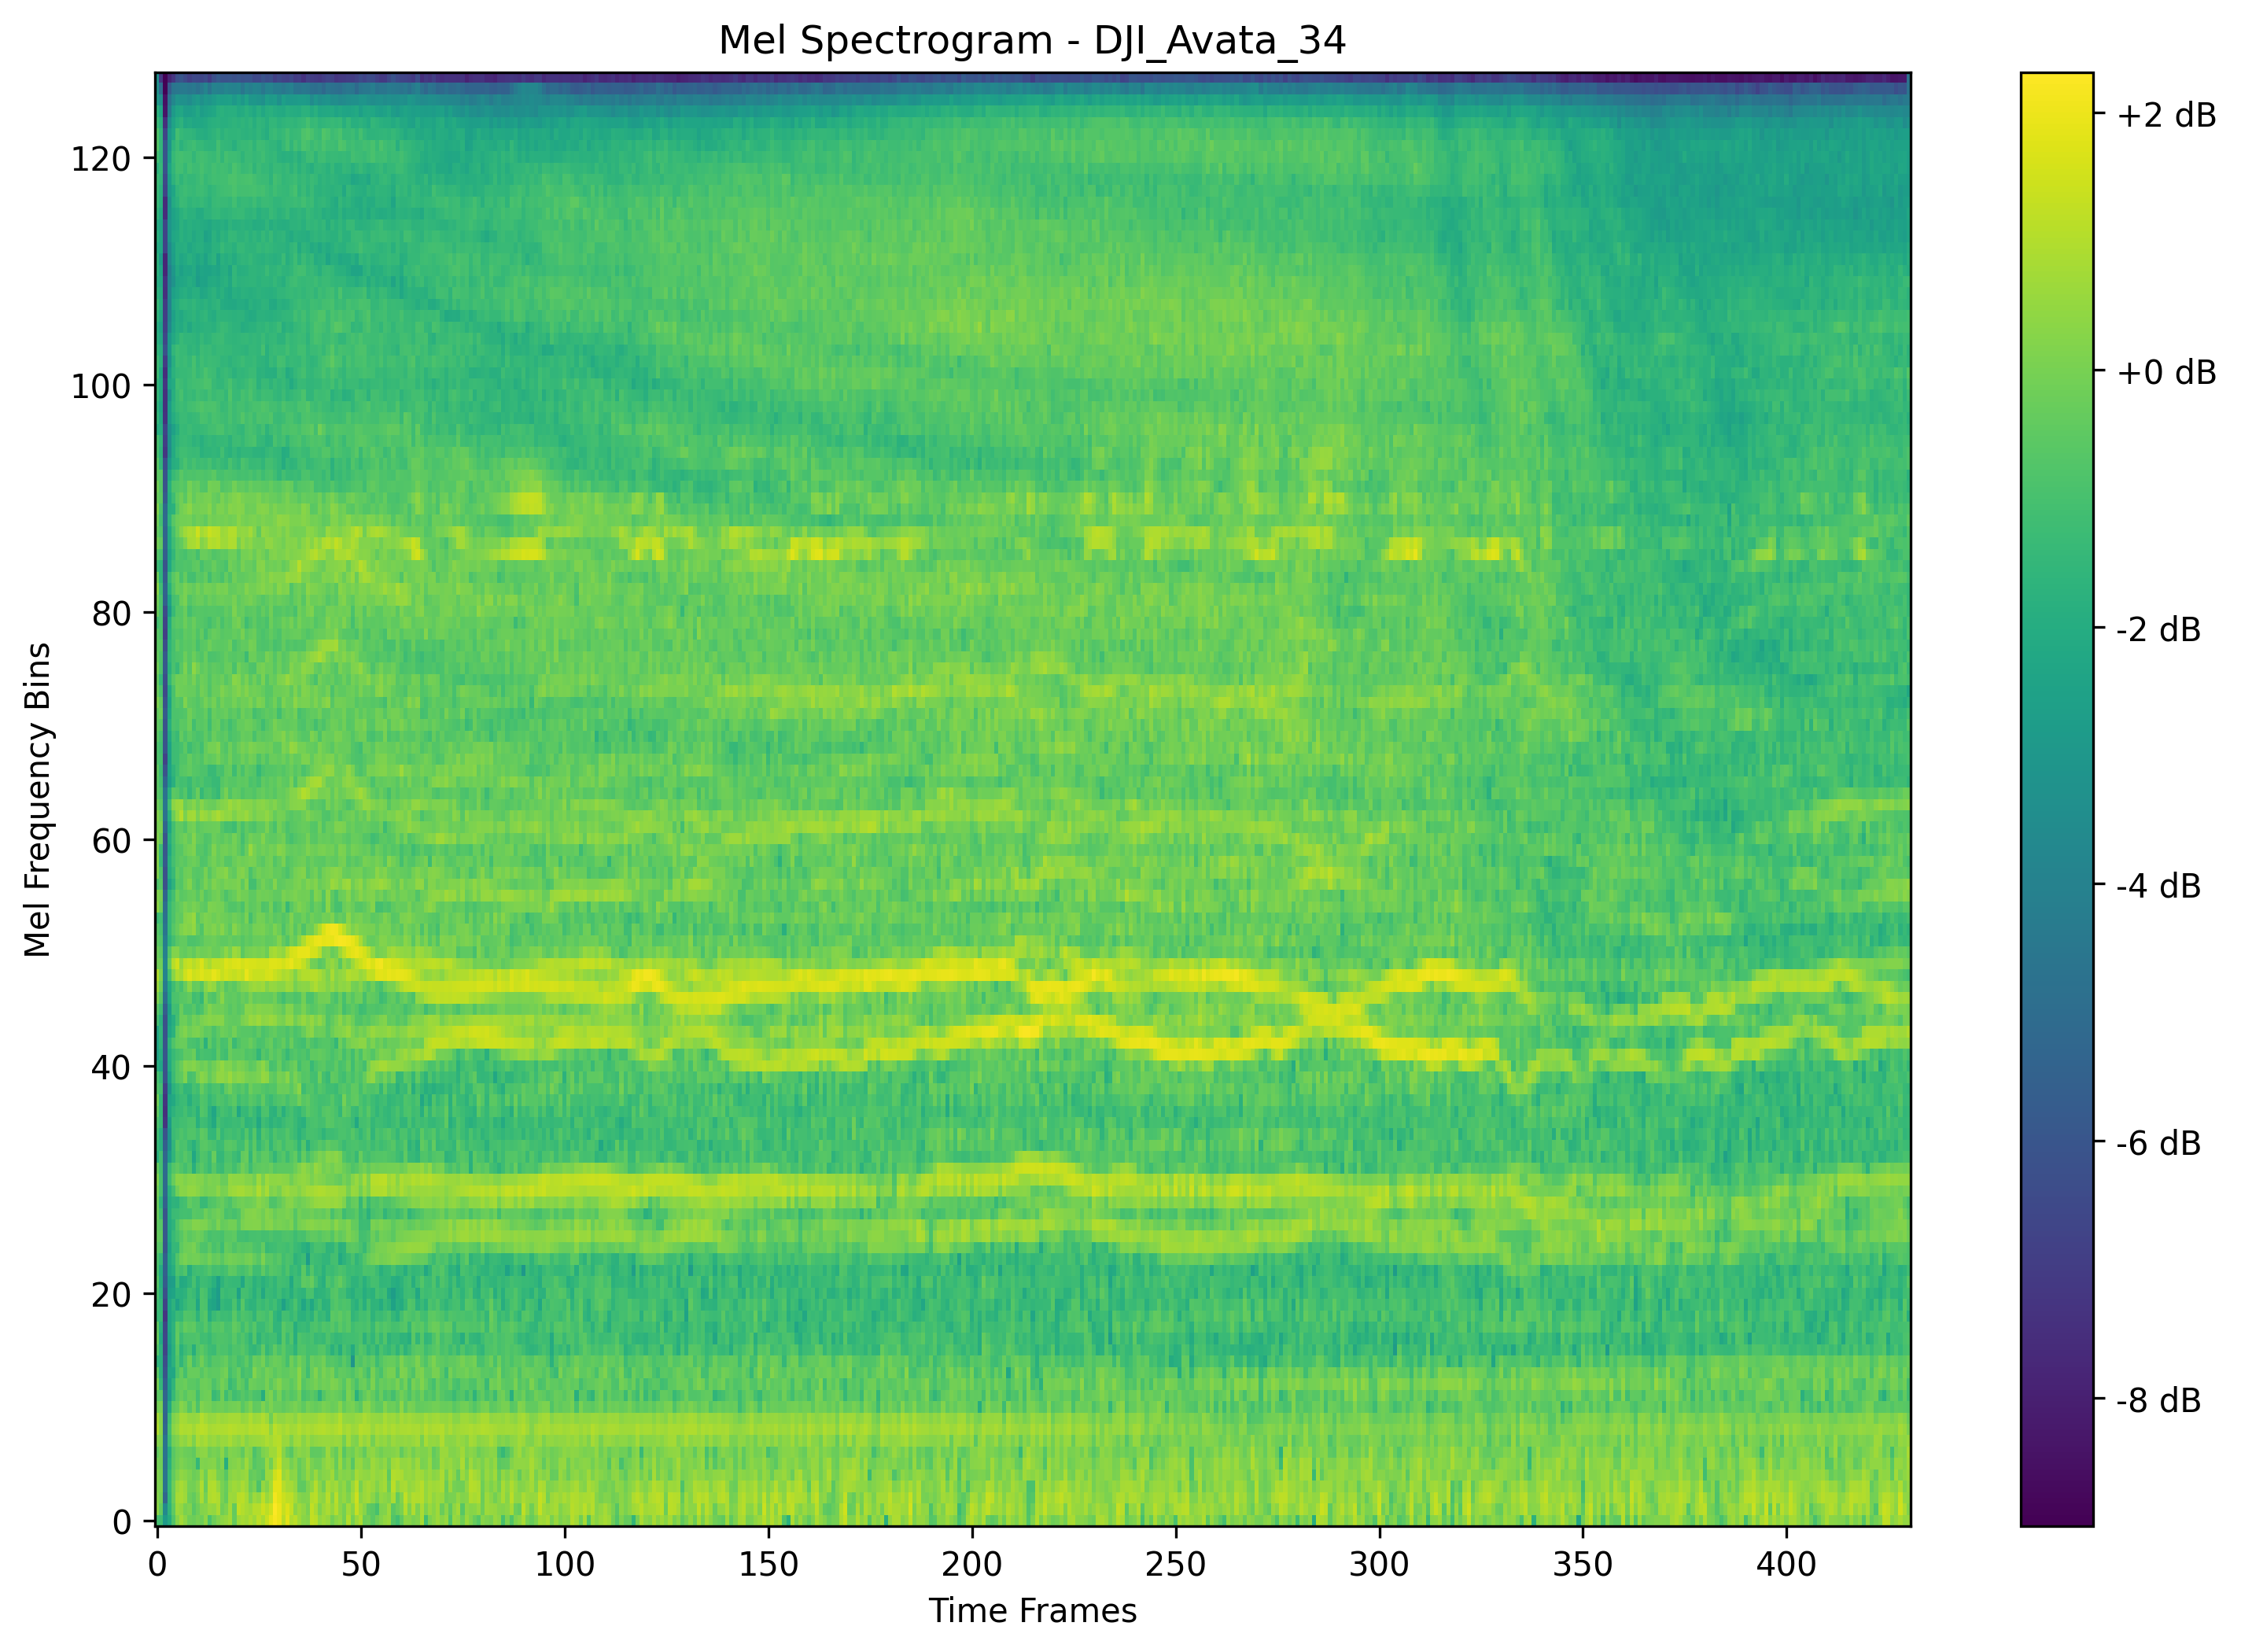 Mel Spectrogram - DJI_Avata_34
Mel Frequency Bins
120
100
80
60
40
20
0
0 50 100 150 200 250 300 350 400
Time Frames
+2 dB
+0 dB
-2 dB
-4 dB
-6 dB
-8 dB